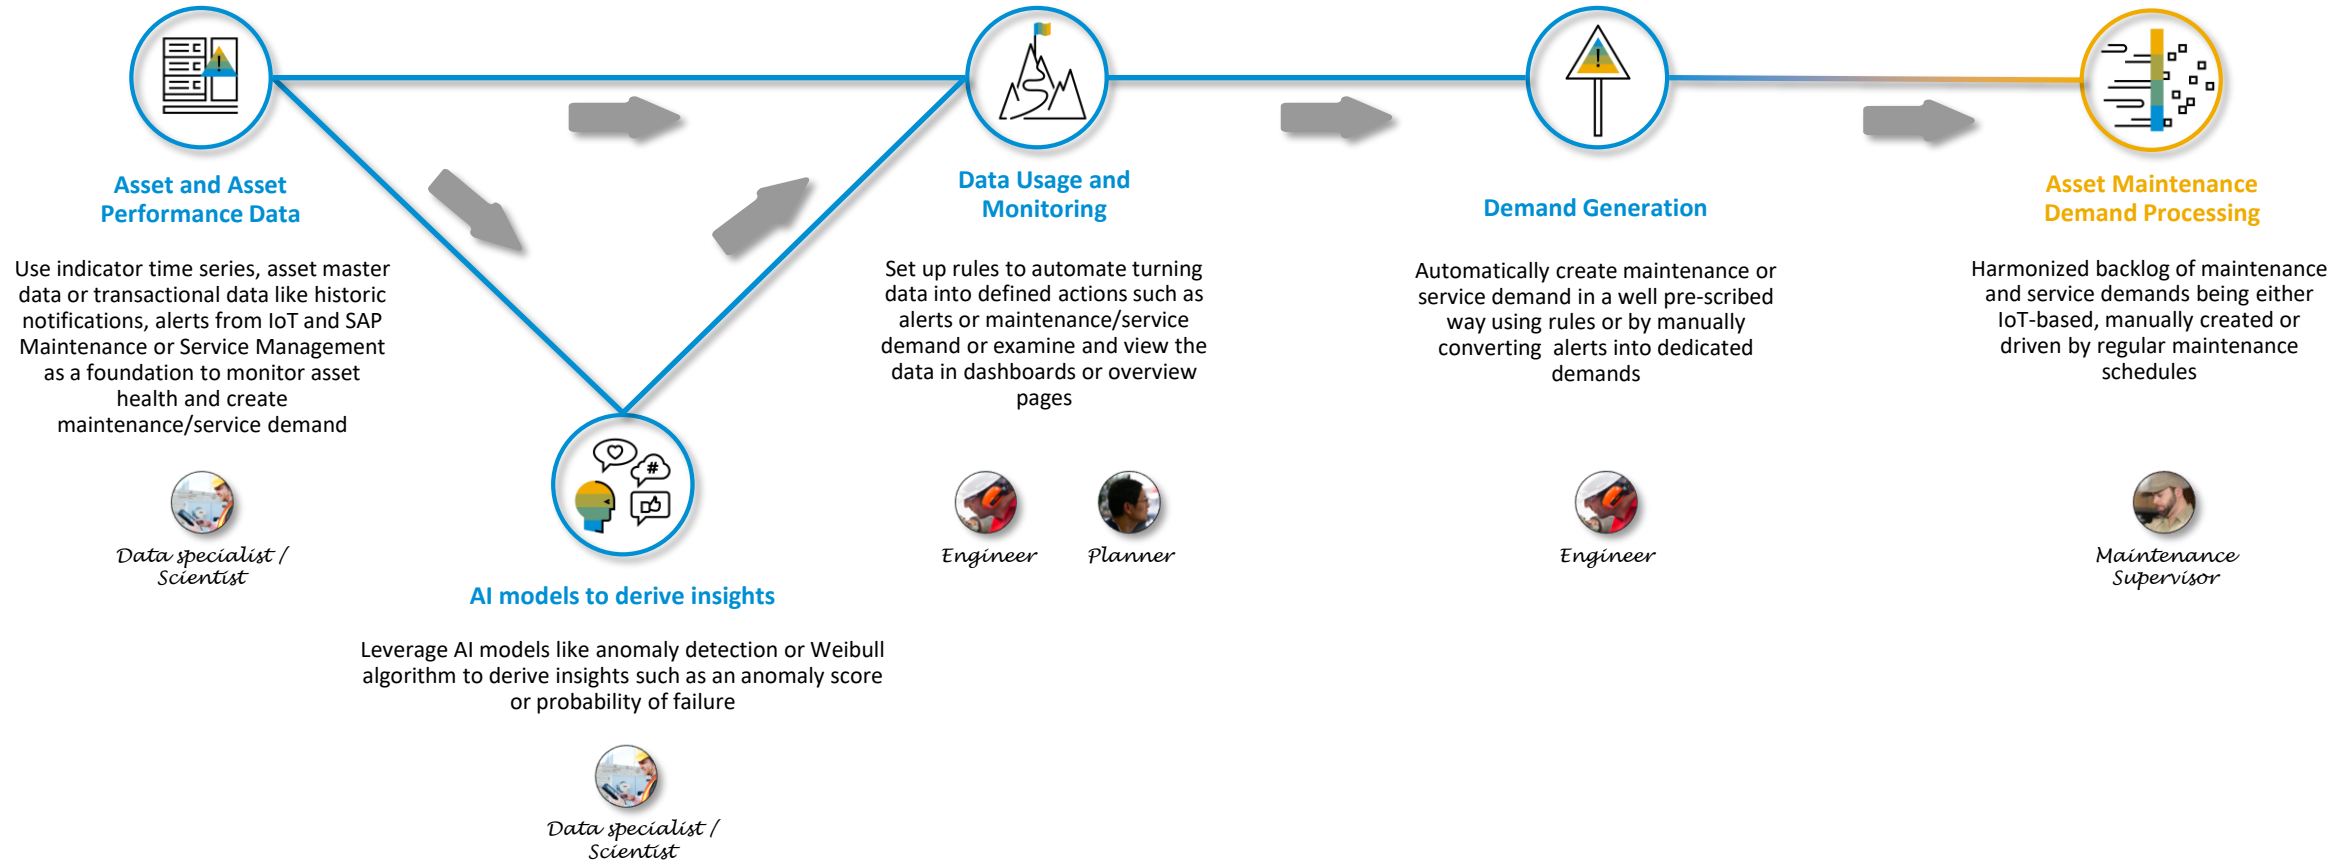 Asset and Asset
Performance Data
Use indicator time series, asset master
data or transactional data like historic
notifications, alerts from IoT and SAP
Maintenance or Service Management
as a foundation to monitor asset
health and create
maintenance/service demand
Data specialist /
Scientist
#
AI models to derive insights
Leverage AI models like anomaly detection or Weibull
algorithm to derive insights such as an anomaly score
or probability of failure
Data specialist /
Scientist
Data Usage and
Monitoring
Set up rules to automate turning
data into defined actions such as
alerts or maintenance/service
demand or examine and view the
data in dashboards or overview
pages
Engineer
Planner
!
Demand Generation
Automatically create maintenance or
service demand in a well pre-scribed
way using rules or by manually
converting  alerts into dedicated
demands
Engineer
Asset Maintenance
Demand Processing
Harmonized backlog of maintenance
and service demands being either
IoT-based, manually created or
driven by regular maintenance
schedules
Maintenance
Supervisor